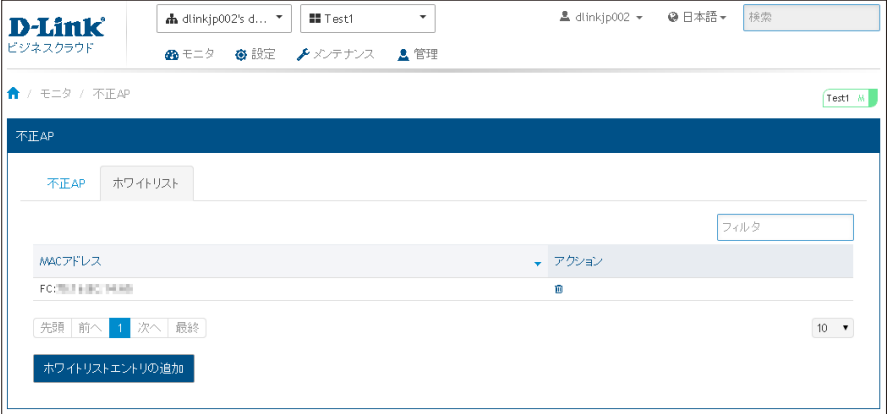 D-Link
ビジネスクラウド
dlinkjp002's d...
Test1
dlinkjp002
日本語
検索
モニタ
設定
メンテナンス
管理
/ モニタ / 不正AP
Test1 M
不正AP
不正AP
ホワイトリスト
フィルタ
MACアドレス
アクション
FC:
先頭
前へ
1
次へ
最終
10
ホワイトリストエントリの追加